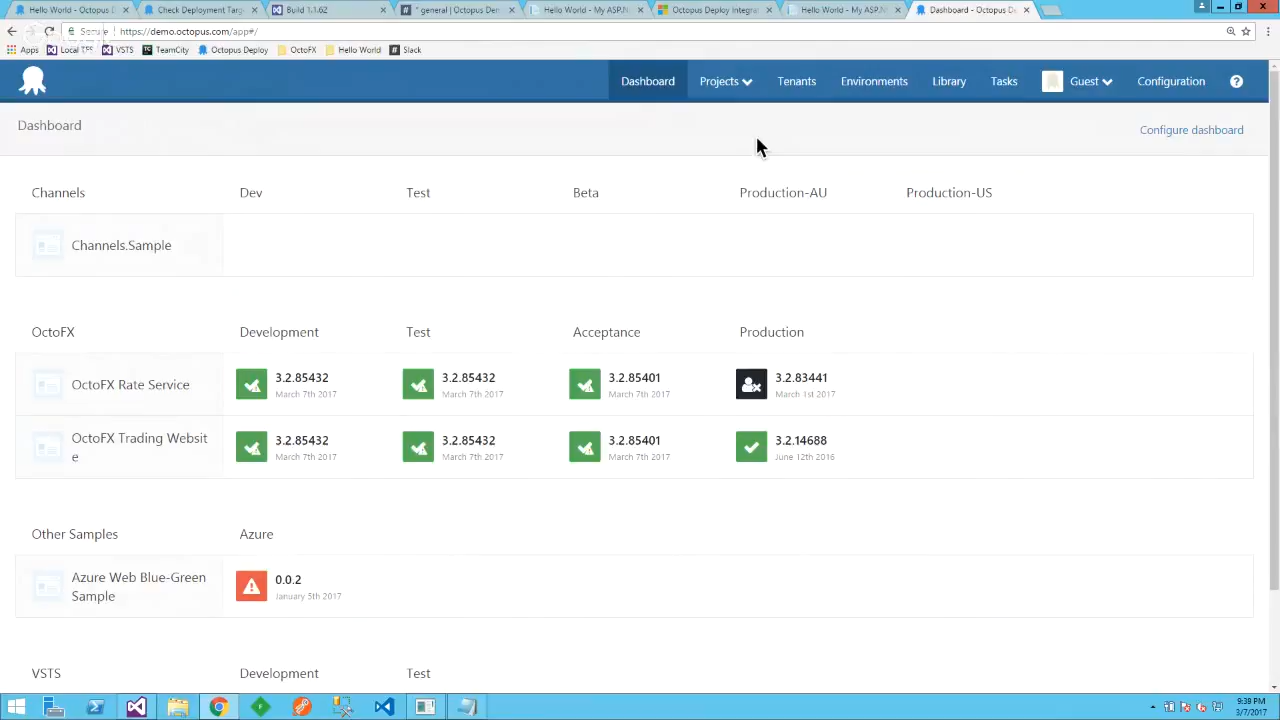 Hello World - Octopus D
Check Deployment Targ
Build 1.1.62
* general | Octopus Den
Hello World - My ASP.N
Octopus Deploy Integrat
Hello World - My ASP.N
Dashboard - Octopus De
https://demo.octopus.com/app#/
Apps Local TFS VSTS TeamCity Octopus Deploy OctoFX Hello World Slack
Dashboard Projects Tenants Environments Library Tasks Guest Configuration ?
Dashboard
Configure dashboard
Channels Dev Test Beta Production-AU Production-US
Channels.Sample
OctoFX Development Test Acceptance Production
OctoFX Rate Service
3.2.85432 3.2.85432 3.2.85401 3.2.83441
March 7th 2017 March 7th 2017 March 7th 2017 March 1st 2017
OctoFX Trading Websit
e
3.2.85432 3.2.85432 3.2.85401 3.2.14688
March 7th 2017 March 7th 2017 March 7th 2017 June 12th 2016
Other Samples Azure
Azure Web Blue-Green
Sample
0.0.2
January 5th 2017
VSTS Development Test
9:38 PM
3/7/2017